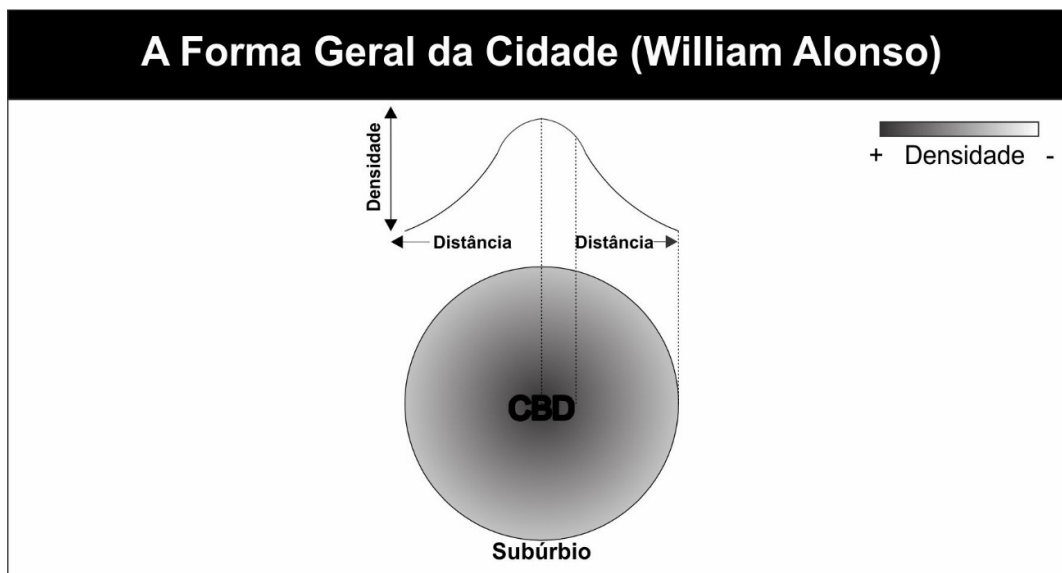 A Forma Geral da Cidade (William Alonso)
Densidade
+ Densidade -
Distância Distância
CBD
Subúrbio